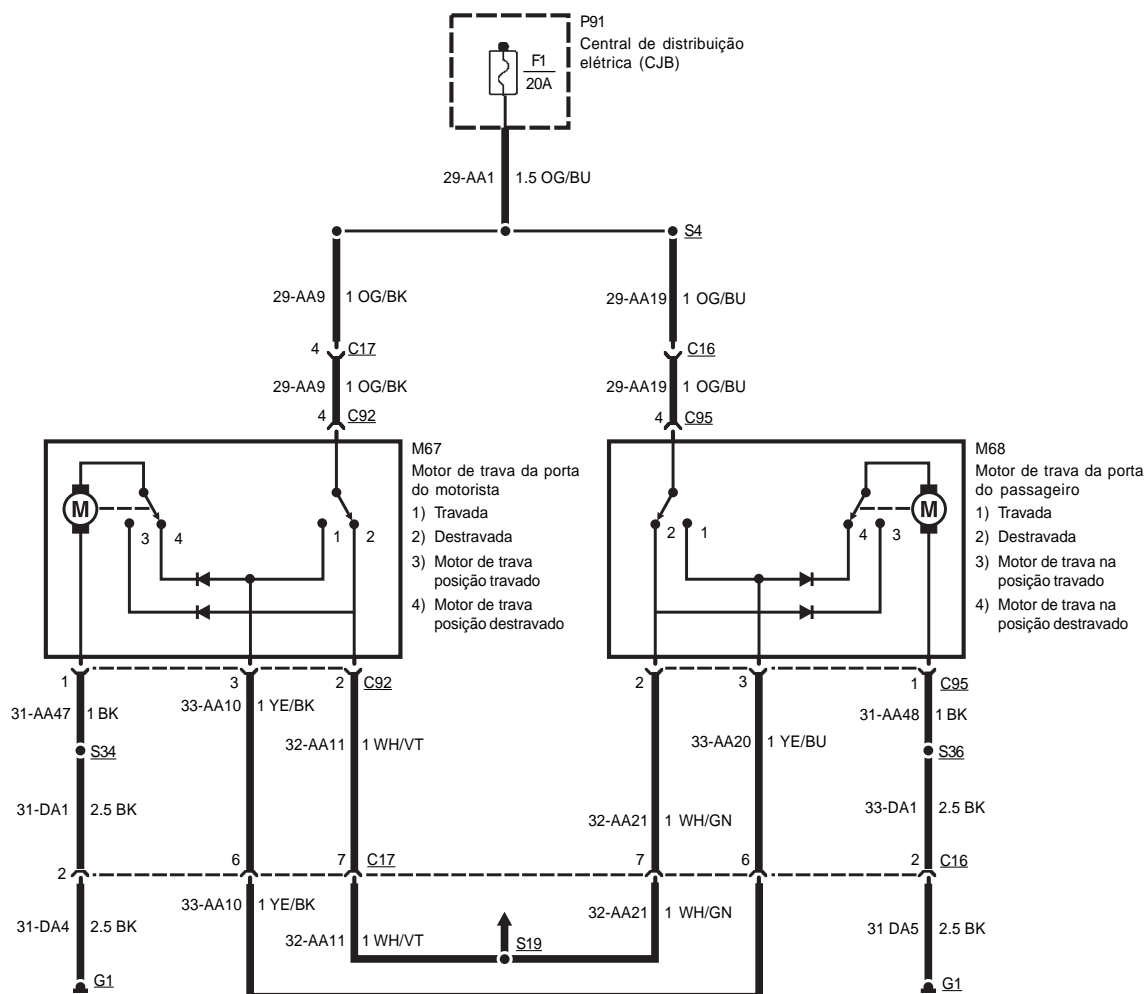 P91
Central de distribuição
elétrica (CJB)
F1
20A
29-AA1 1.5 OG/BU
S4
29-AA9 1 OG/BK
29-AA19 1 OG/BU
4 C17
C16
29-AA9 1 OG/BK
29-AA19 1 OG/BU
4 C92
4 C95
M67
Motor de trava da porta
do motorista
1) Travada
2) Destravada
3) Motor de trava
posição travado
4) Motor de trava
posição destravado
M
3 4
1 2
M68
Motor de trava da porta
do passageiro
1) Travada
2) Destravada
3) Motor de trava na
posição travado
4) Motor de trava na
posição destravado
2 1
4 3
M
1 3 2 C92
2 3 1 C95
31-AA47 1 BK
33-AA10 1 YE/BK
31-AA48 1 BK
S34
32-AA11 1 WH/VT
33-AA20 1 YE/BU
S36
31-DA1 2.5 BK
32-AA21 1 WH/GN
33-DA1 2.5 BK
2 6 7 C17
7 6 2 C16
31-DA4 2.5 BK
33-AA10 1 YE/BK
32-AA11 1 WH/VT
S19
32-AA21 1 WH/GN
31 DA5 2.5 BK
G1
G1